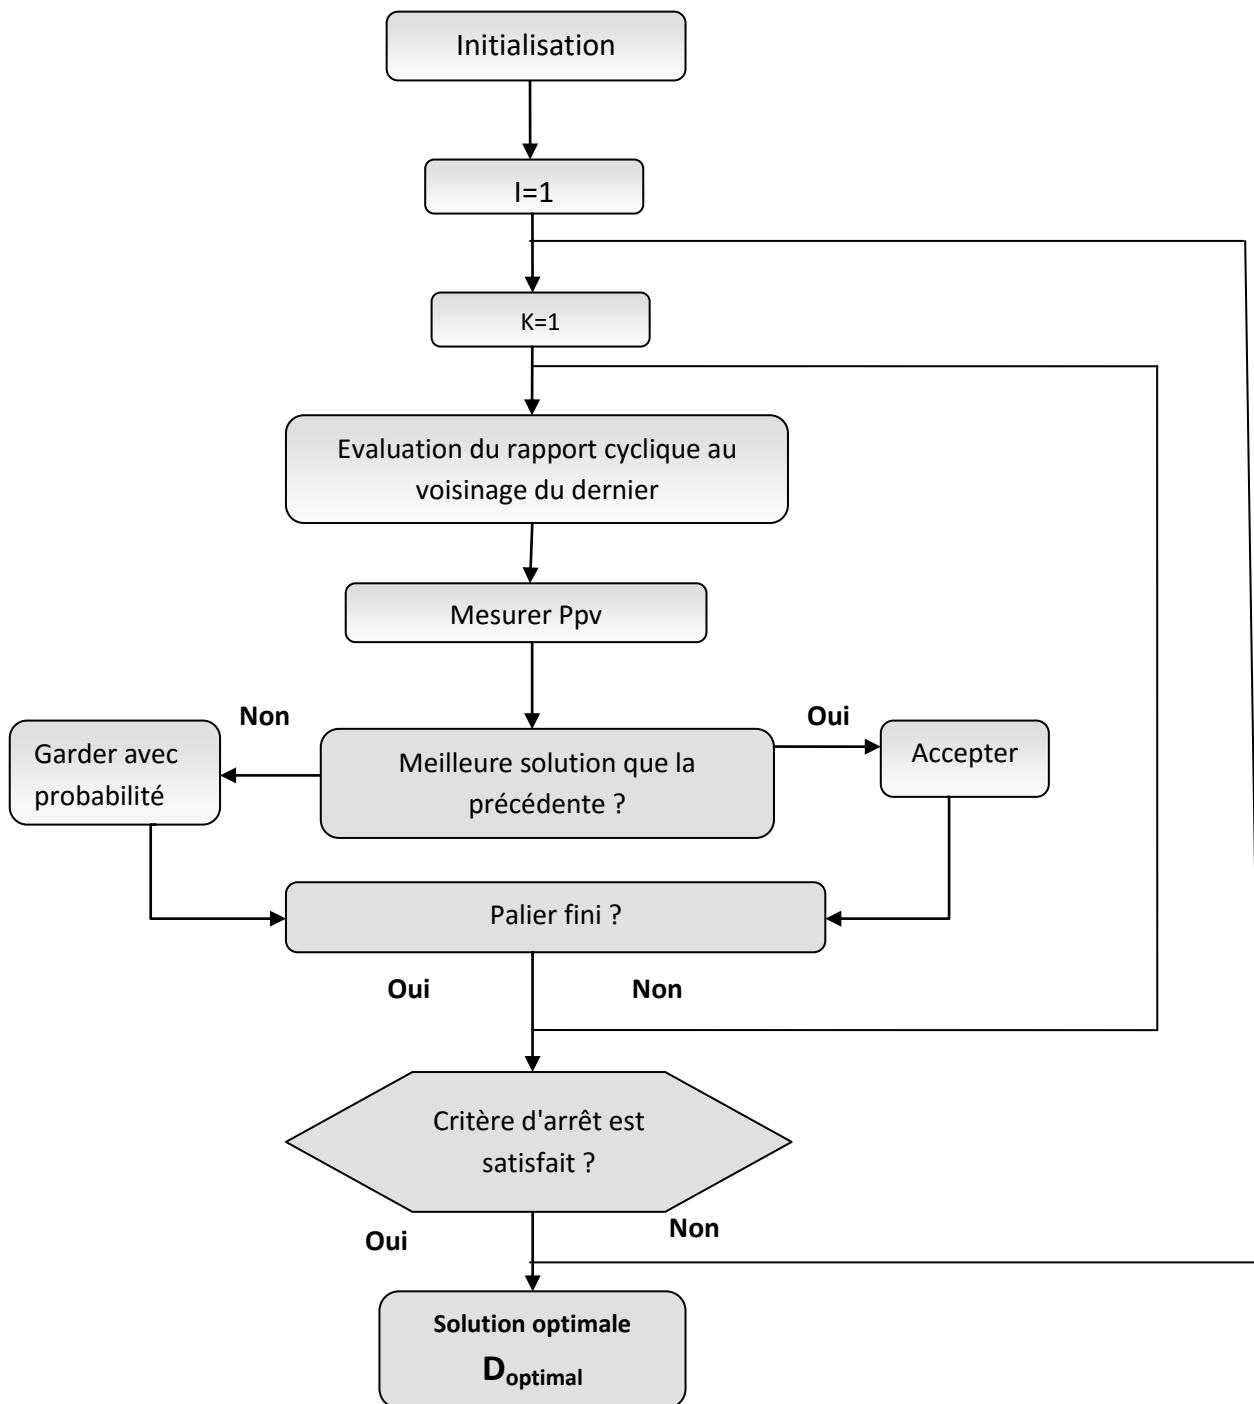 Initialisation
I=1
K=1
Evaluation du rapport cyclique au
voisinage du dernier
Mesurer Ppv
Non
Oui
Garder avec
probabilité
Meilleure solution que la
précédente ?
Accepter
Palier fini ?
Oui
Non
Critère d'arrêt est
satisfait ?
Oui
Non
Solution optimale
Doptimal